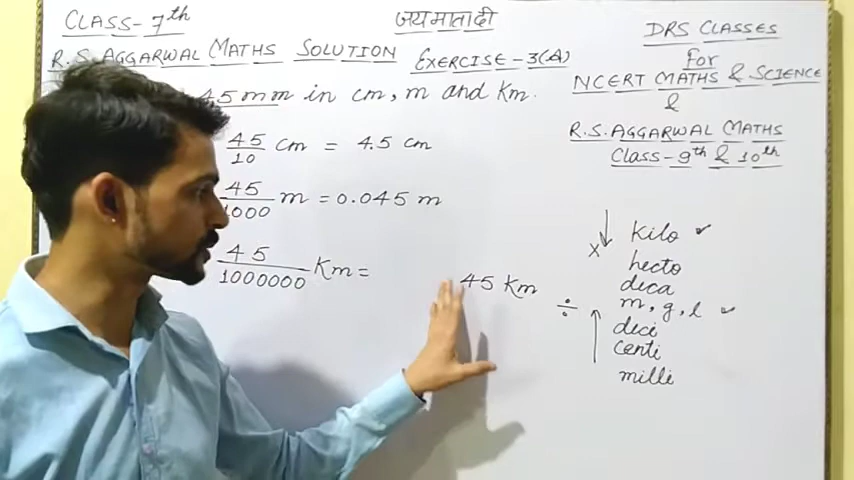 CLASS- 7th
जय माता दी
R.S. AGGARWAL MATHS SOLUTION EXERCISE-3(A)
45 mm in cm, m and Km.
45/10 cm = 4.5 cm
45/1000 m = 0.045 m
45/1000000 Km = 45 Km
DRS CLASSES
For
NCERT MATHS & SCIENCE
&
R.S. AGGARWAL MATHS
Class-9th & 10th
↓ Kilo ✓
× hecto
deca
÷ m, g, l ✓
↑ deci
centi
milli